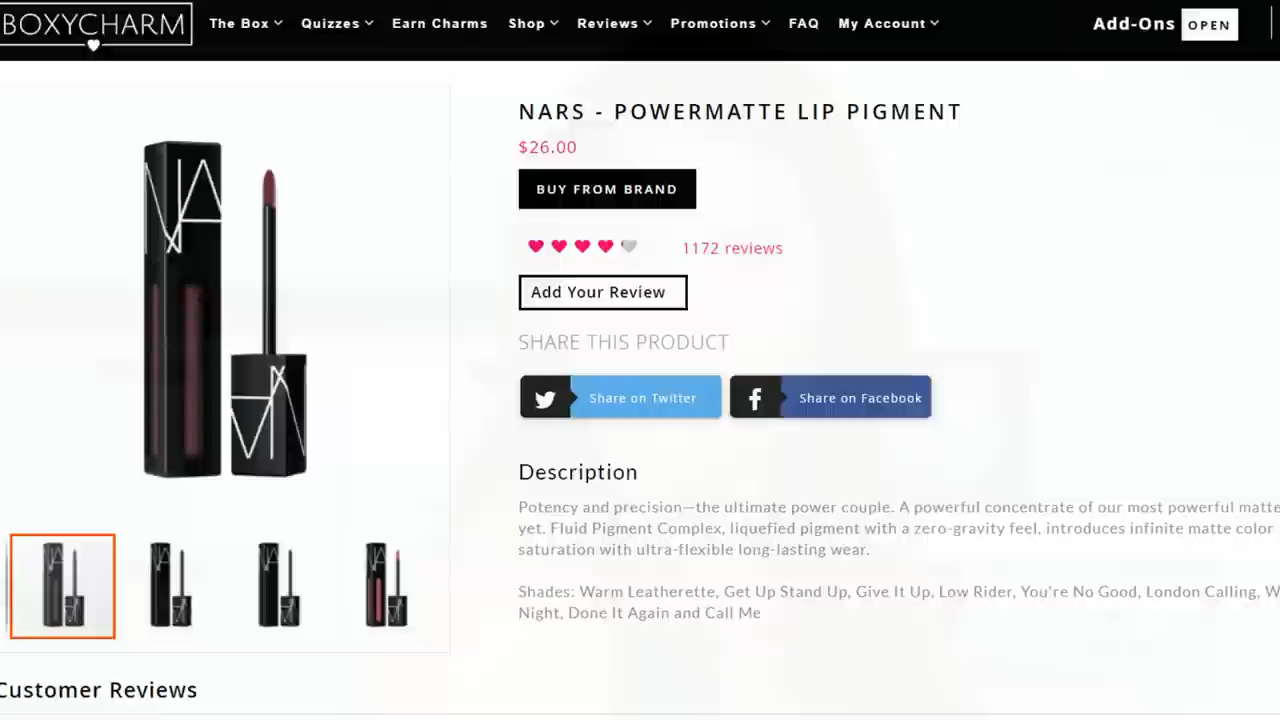 BOXYCHARM
The Box
Quizzes
Earn Charms
Shop
Reviews
Promotions
FAQ
My Account
Add-Ons OPEN
NARS - POWERMATTE LIP PIGMENT
$26.00
BUY FROM BRAND
1172 reviews
Add Your Review
SHARE THIS PRODUCT
Share on Twitter
Share on Facebook
Description
Potency and precision—the ultimate power couple. A powerful concentrate of our most powerful matte
yet. Fluid Pigment Complex, liquefied pigment with a zero-gravity feel, introduces infinite matte color
saturation with ultra-flexible long-lasting wear.
Shades: Warm Leatherette, Get Up Stand Up, Give It Up, Low Rider, You're No Good, London Calling, W
Night, Done It Again and Call Me
Customer Reviews